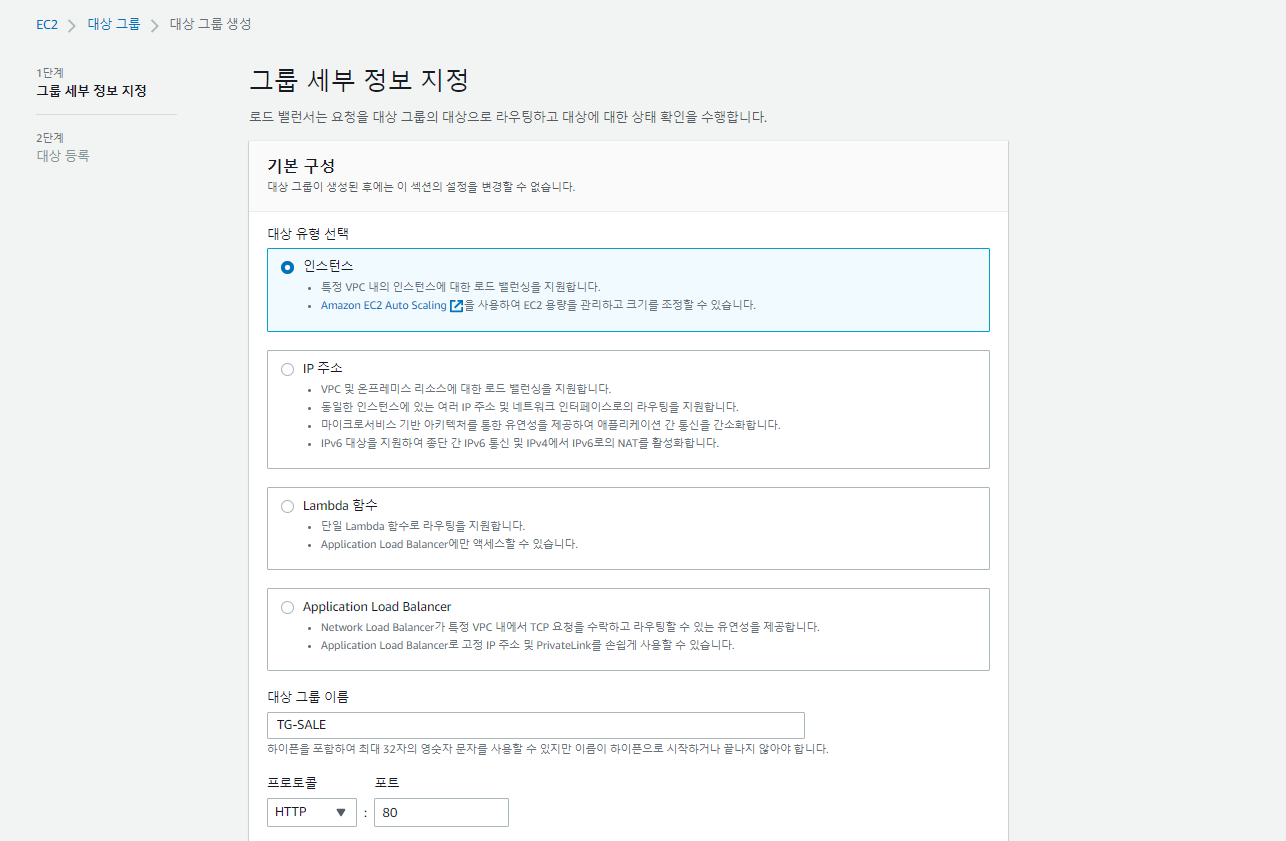 EC2 > 대상 그룹 > 대상 그룹 생성
1단계
그룹 세부 정보 지정
2단계
대상 등록
그룹 세부 정보 지정
로드 밸런서는 요청을 대상 그룹의 대상으로 라우팅하고 대상에 대한 상태 확인을 수행합니다.
기본 구성
대상 그룹이 생성된 후에는 이 섹션의 설정을 변경할 수 없습니다.
대상 유형 선택
인스턴스
• 특정 VPC 내의 인스턴스에 대한 로드 밸런싱을 지원합니다.
• Amazon EC2 Auto Scaling을 사용하여 EC2 용량을 관리하고 크기를 조정할 수 있습니다.
IP 주소
• VPC 및 온프레미스 리소스에 대한 로드 밸런싱을 지원합니다.
• 동일한 인스턴스에 있는 여러 IP 주소 및 네트워크 인터페이스로의 라우팅을 지원합니다.
• 마이크로서비스 기반 아키텍처를 통한 유연성을 제공하여 애플리케이션 간 통신을 간소화합니다.
• IPv6 대상을 지원하여 종단 간 IPv6 통신 및 IPv4에서 IPv6로의 NAT를 활성화합니다.
Lambda 함수
• 단일 Lambda 함수로 라우팅을 지원합니다.
• Application Load Balancer에만 액세스할 수 있습니다.
Application Load Balancer
• Network Load Balancer가 특정 VPC 내에서 TCP 요청을 수락하고 라우팅할 수 있는 유연성을 제공합니다.
• Application Load Balancer로 고정 IP 주소 및 PrivateLink를 손쉽게 사용할 수 있습니다.
대상 그룹 이름
TG-SALE
하이픈을 포함하여 최대 32자의 영숫자 문자를 사용할 수 있지만 이름이 하이픈으로 시작하거나 끝나지 않아야 합니다.
프로토콜 포트
HTTP : 80